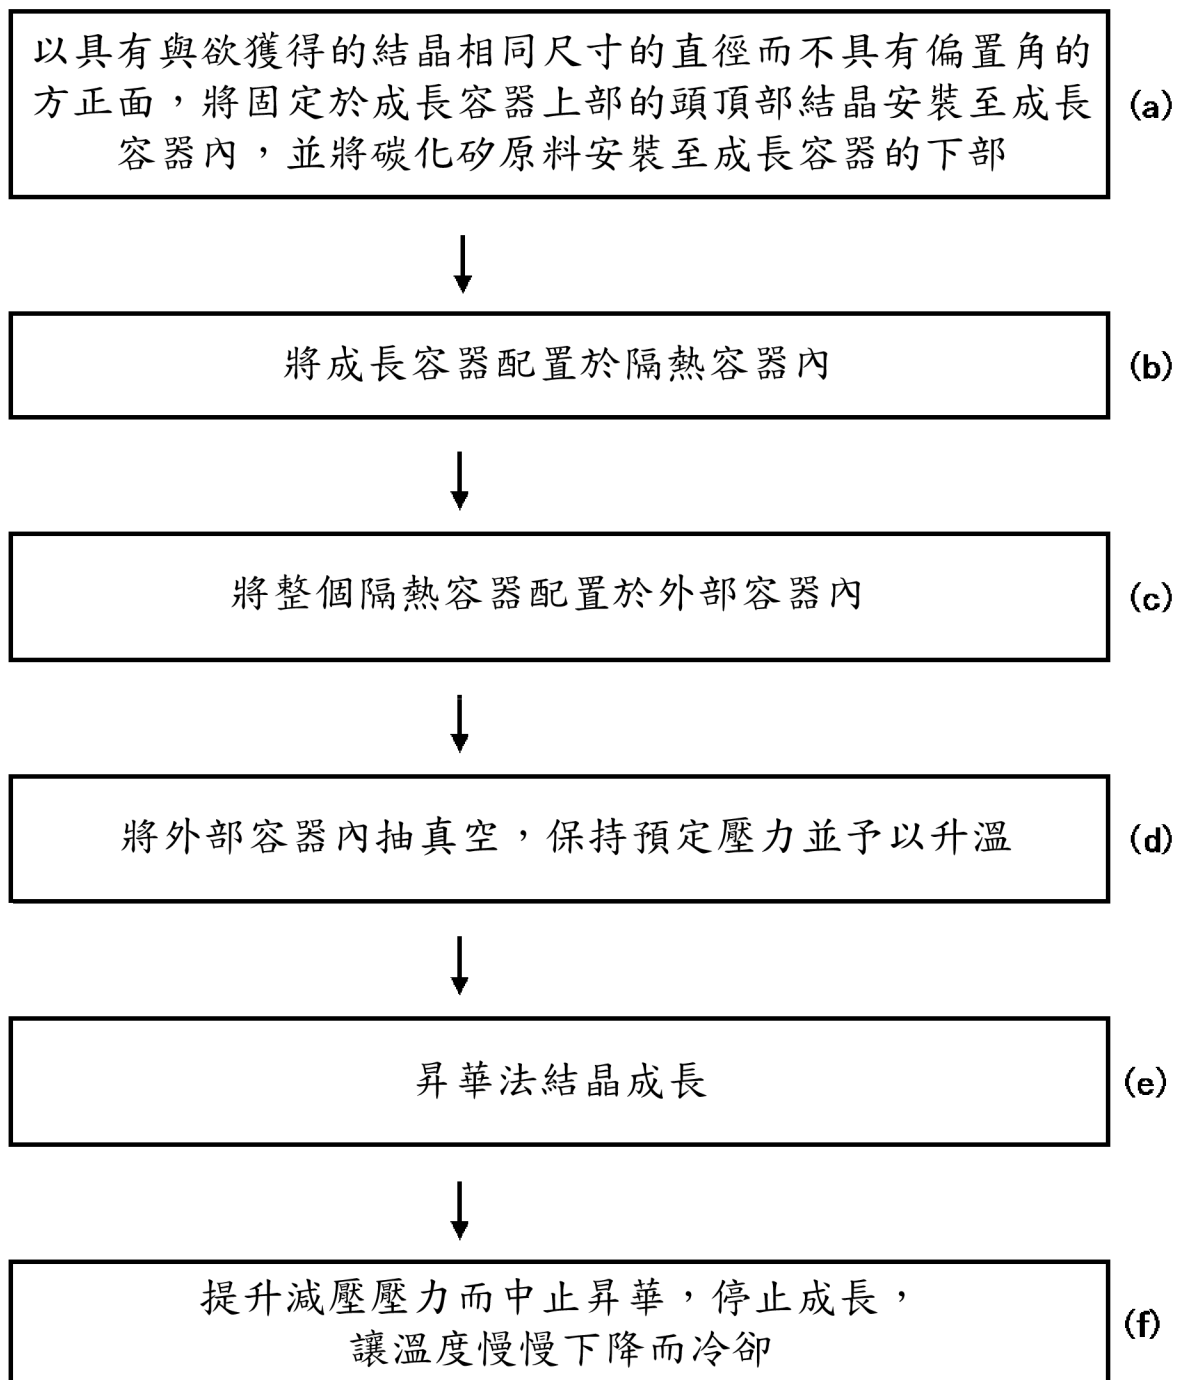 以具有與欲獲得的結晶相同尺寸的直徑而不具有偏置角的
方正面，將固定於成長容器上部的頭頂部結晶安裝至成長
容器內，並將碳化矽原料安裝至成長容器的下部
(a)
將成長容器配置於隔熱容器內
(b)
將整個隔熱容器配置於外部容器內
(c)
將外部容器內抽真空，保持預定壓力並予以升溫
(d)
昇華法結晶成長
(e)
提升減壓壓力而中止昇華，停止成長，
讓溫度慢慢下降而冷卻
(f)